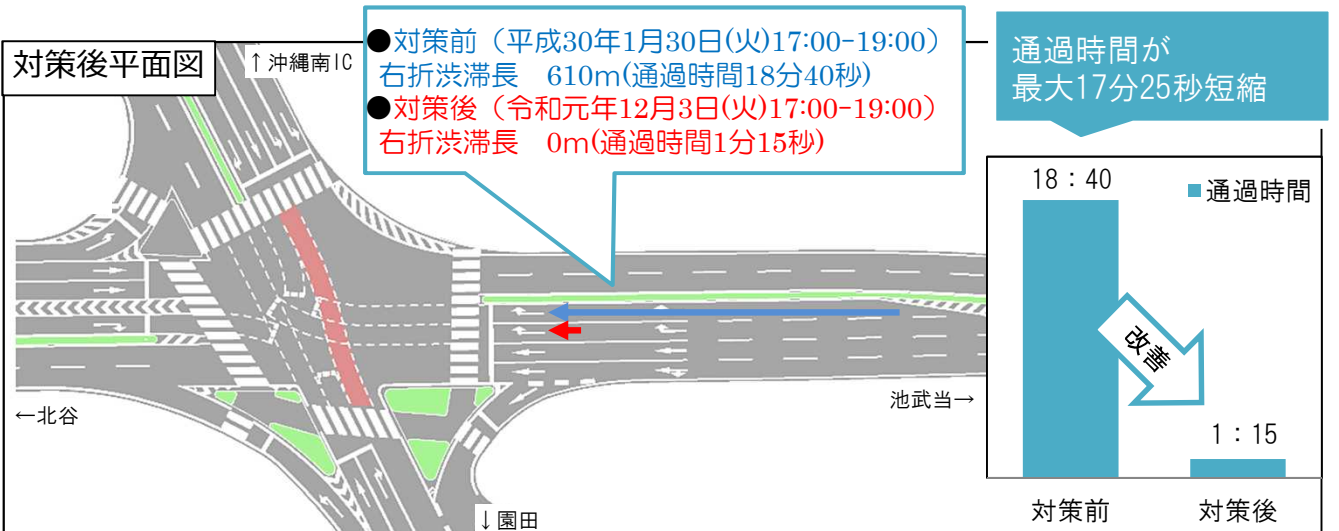 対策後平面図
↑沖縄南IC
●対策前（平成30年1月30日(火)17:00-19:00）
右折渋滞長　610m(通過時間18分40秒)
●対策後（令和元年12月3日(火)17:00-19:00）
右折渋滞長　0m(通過時間1分15秒)
通過時間が
最大17分25秒短縮
18：40
■通過時間
改善
1：15
対策前
対策後
←北谷
池武当→
↓園田